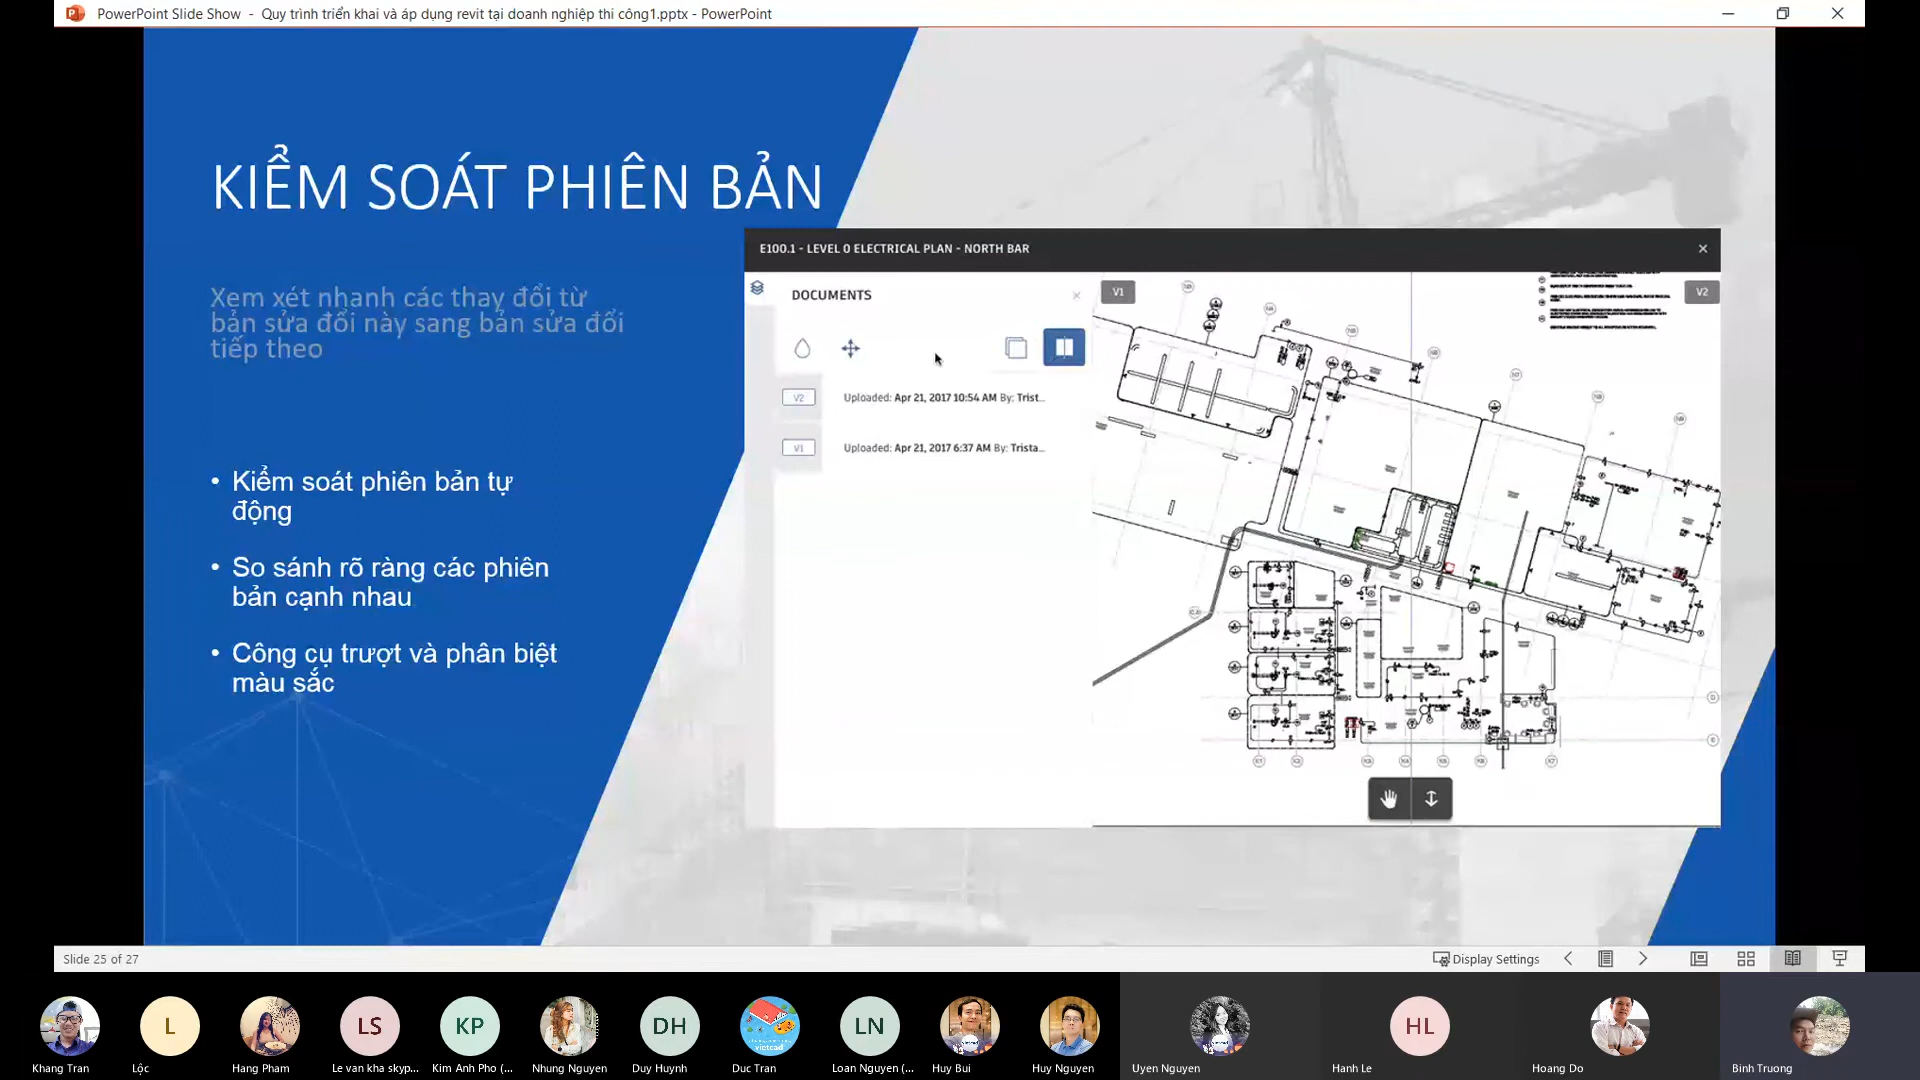 PowerPoint Slide Show - Quy trình triển khai và áp dụng revit tại doanh nghiệp thi công1.pptx - PowerPoint
KIỂM SOÁT PHIÊN BẢN
Xem xét nhanh các thay đổi từ
bản sửa đổi này sang bản sửa đổi
tiếp theo
• Kiểm soát phiên bản tự
động
• So sánh rõ ràng các phiên
bản cạnh nhau
• Công cụ trượt và phân biệt
màu sắc
E100.1 - LEVEL 0 ELECTRICAL PLAN - NORTH BAR
DOCUMENTS
V1
V2
V2
Uploaded: Apr 21, 2017 10:54 AM By: Trist...
V1
Uploaded: Apr 21, 2017 6:37 AM By: Trista...
Slide 25 of 27
Display Settings
L
LS
KP
DH
LN
HL
Khang Tran
Lộc
Hang Pham
Le van kha skyp...
Kim Anh Pho (...
Nhung Nguyen
Duy Huynh
Duc Tran
Loan Nguyen (...
Huy Bui
Huy Nguyen
Uyen Nguyen
Hanh Le
Hoang Do
Binh Truong